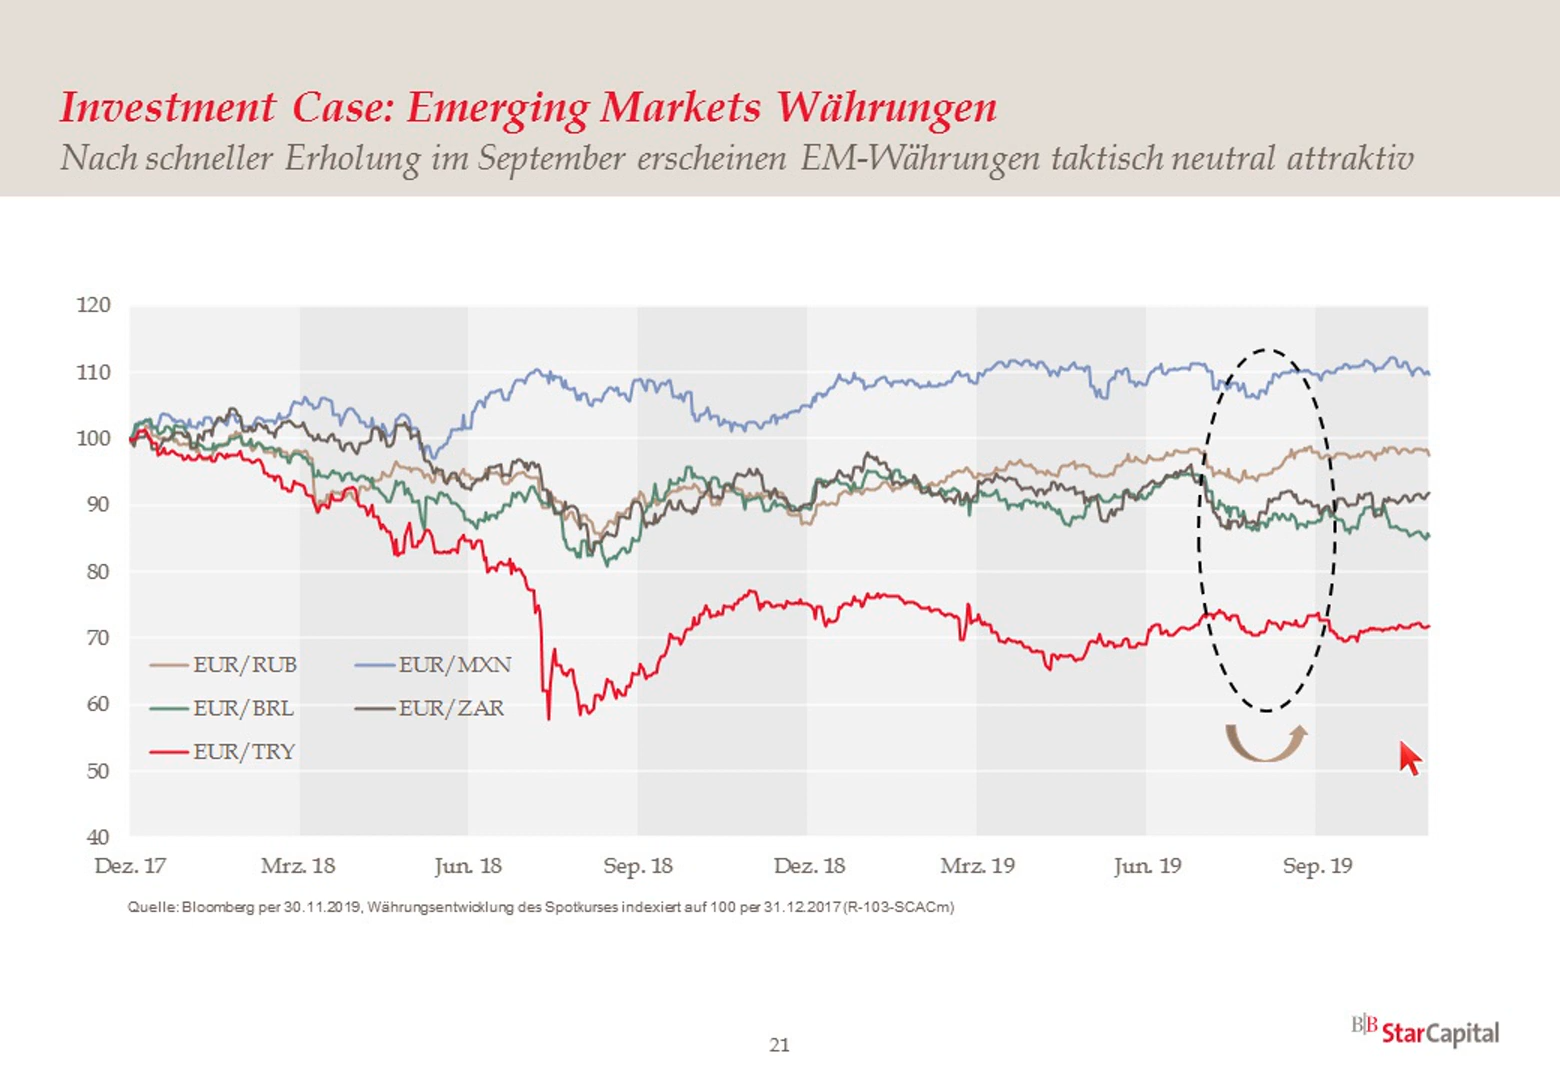 Investment Case: Emerging Markets Währungen
Nach schneller Erholung im September erscheinen EM-Währungen taktisch neutral attraktiv
120
110
100
90
80
70
60
50
40
EUR/RUB
EUR/MXN
EUR/BRL
EUR/ZAR
EUR/TRY
Dez. 17
Mrz. 18
Jun. 18
Sep. 18
Dez. 18
Mrz. 19
Jun. 19
Sep. 19
Quelle: Bloomberg per 30.11.2019, Währungsentwicklung des Spotkurses indexiert auf 100 per 31.12.2017 (R-103-SCACm)
21
B|B StarCapital